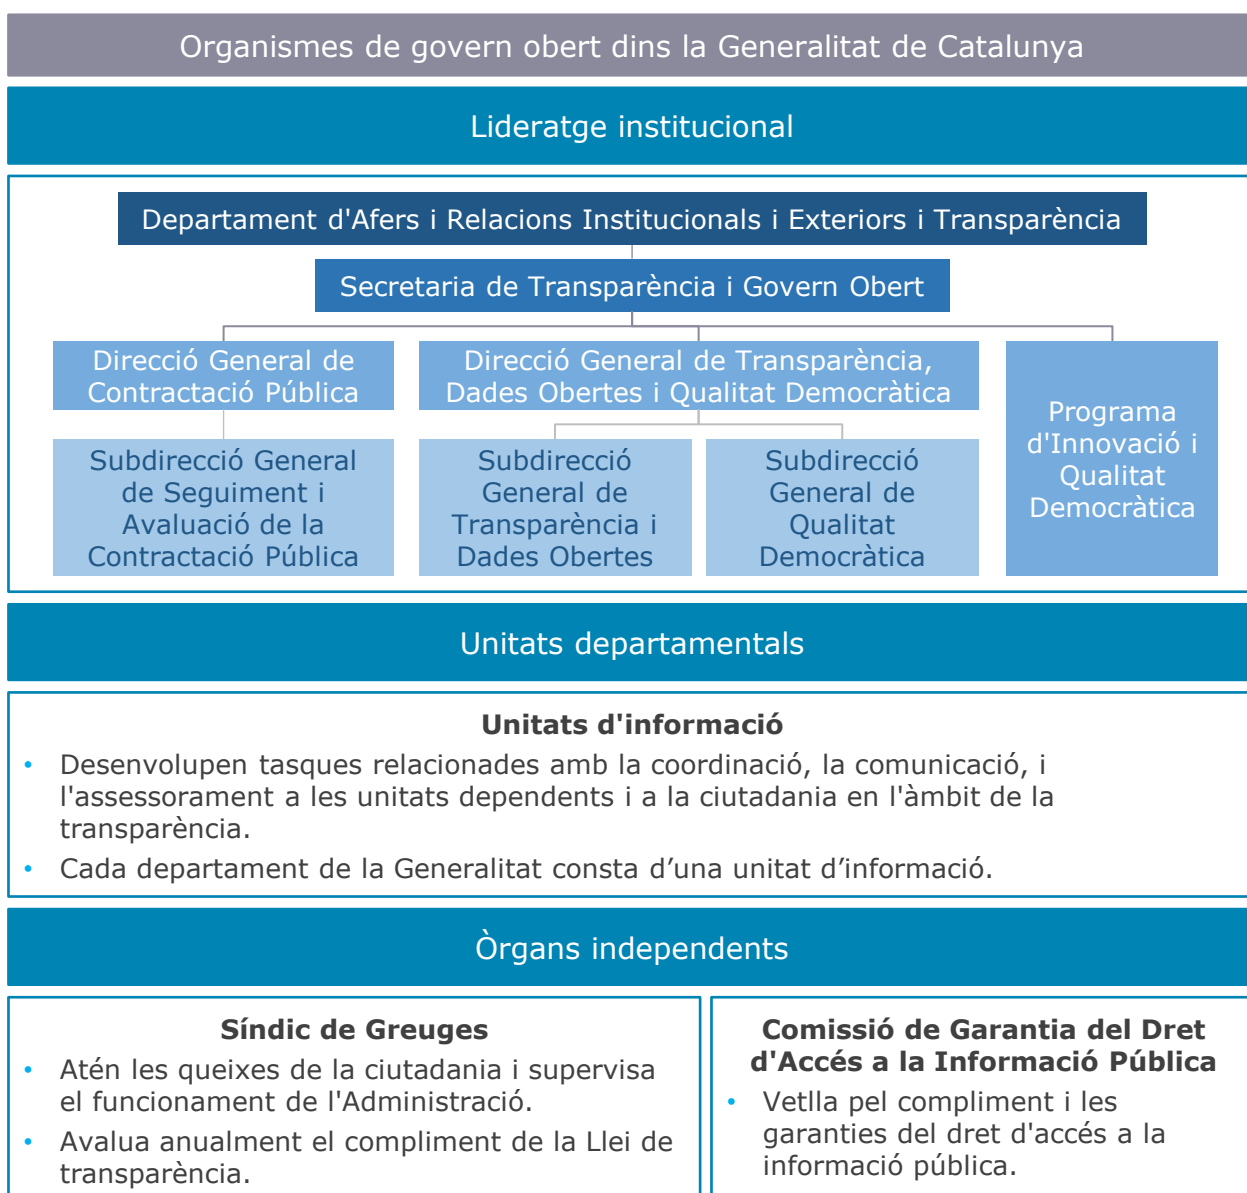 Organismes de govern obert dins la Generalitat de Catalunya
Lideratge institucional
Departament d'Afers i Relacions Institucionals i Exteriors i Transparència
Secretaria de Transparència i Govern Obert
Direcció General de
Contractació Pública
Direcció General de Transparència,
Dades Obertes i Qualitat Democràtica
Programa
d'Innovació i
Qualitat
Democràtica
Subdirecció General
de Seguiment i
Avaluació de la
Contractació Pública
Subdirecció
General de
Transparència i
Dades Obertes
Subdirecció
General de
Qualitat
Democràtica
Unitats departamentals
Unitats d'informació
• Desenvolupen tasques relacionades amb la coordinació, la comunicació, i
l'assessorament a les unitats dependents i a la ciutadania en l'àmbit de la
transparència.
• Cada departament de la Generalitat consta d’una unitat d’informació.
Òrgans independents
Síndic de Greuges
• Atén les queixes de la ciutadania i supervisa
el funcionament de l'Administració.
• Avalua anualment el compliment de la Llei de
transparència.
Comissió de Garantia del Dret
d'Accés a la Informació Pública
• Vetlla pel compliment i les
garanties del dret d'accés a la
informació pública.